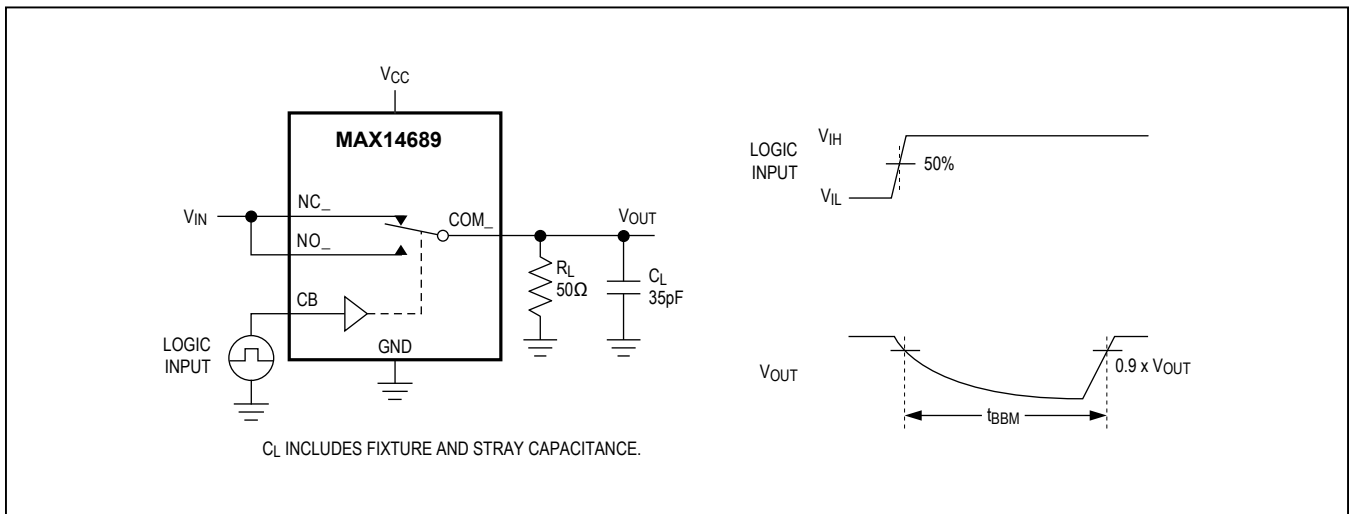 VCC
MAX14689
VIN
NC_
NO_
COM_
VOUT
RL
50Ω
CL
35pF
CB
LOGIC
INPUT
GND
CL INCLUDES FIXTURE AND STRAY CAPACITANCE.
LOGIC
INPUT
VIH
50%
VIL
VOUT
0.9 x VOUT
tBBM